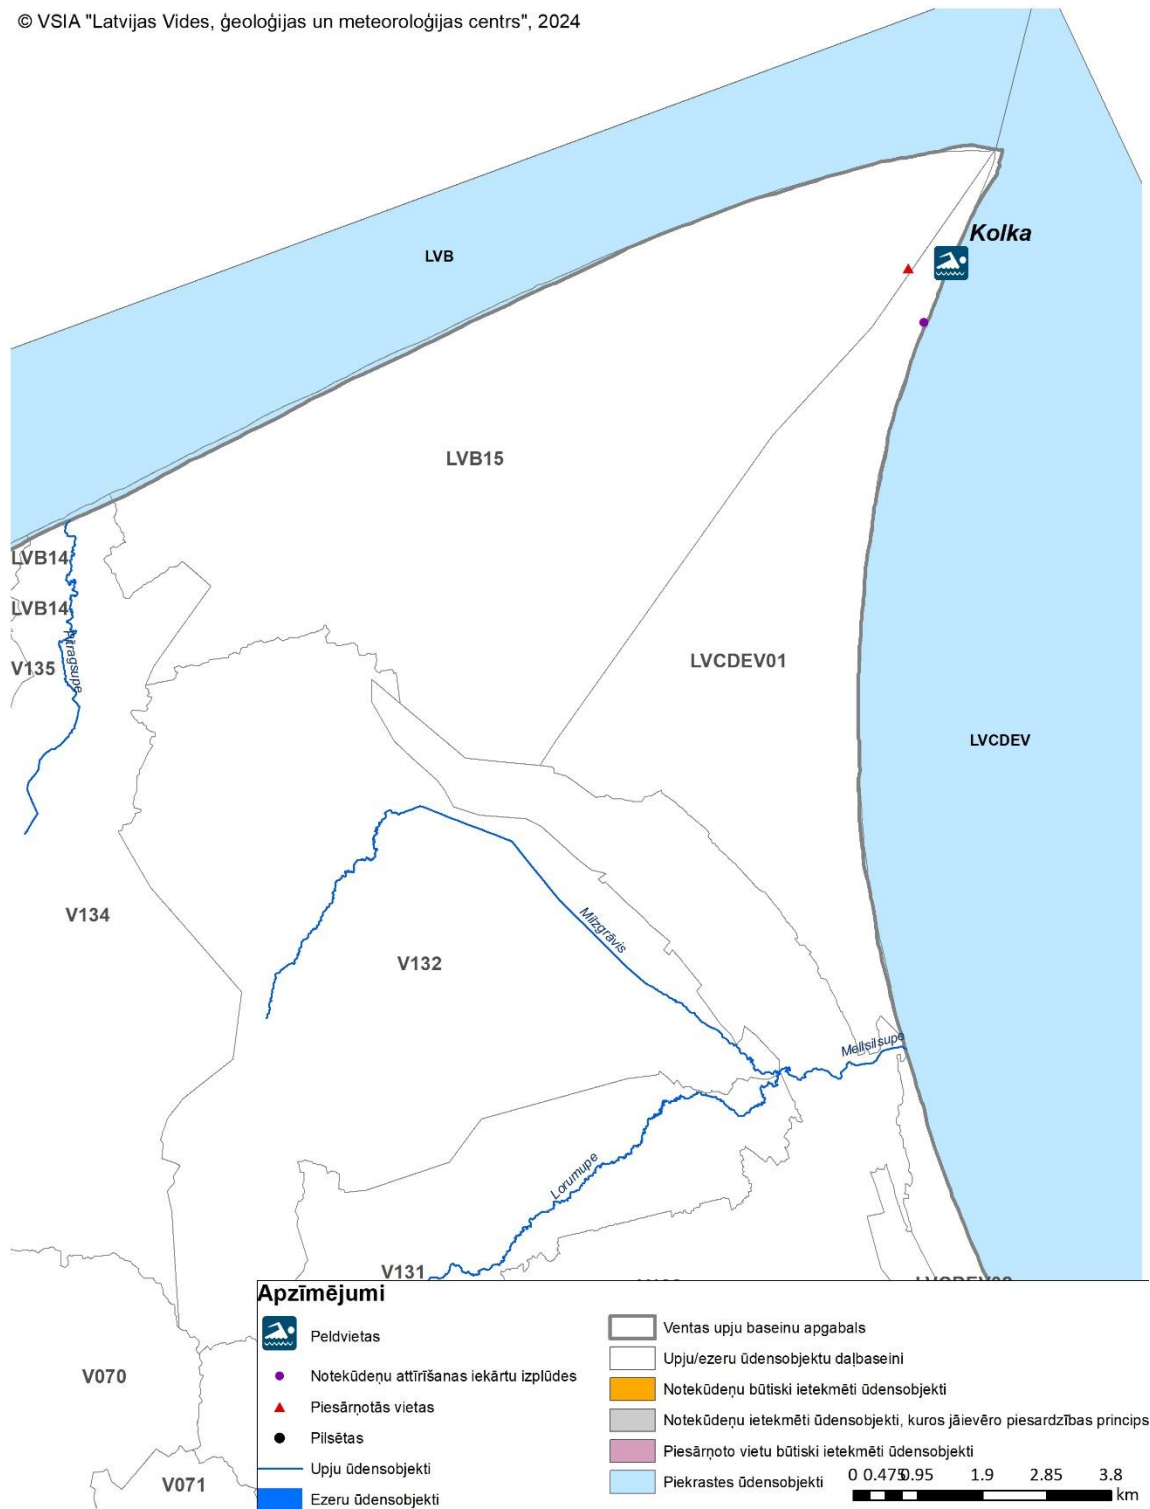 © VSIA "Latvijas Vides, ģeoloģijas un meteoroloģijas centrs", 2024
Kolka
LVB
LVB15
LVB14
LVB14
Pitragsupe
V135
LVCDEV01
LVCDEV
V134
Milzgrāvis
V132
Mellsilsupe
Lorumupe
V131
V070
V071
Apzīmējumi
Peldvietas
Notekūdeņu attīrīšanas iekārtu izplūdes
Piesārņotās vietas
Pilsētas
Upju ūdensobjekti
Ezeru ūdensobjekti
Ventas upju baseinu apgabals
Upju/ezeru ūdensobjektu daļbaseini
Notekūdeņu būtiski ietekmēti ūdensobjekti
Notekūdeņu ietekmēti ūdensobjekti, kuros jāievēro piesardzības princips
Piesārņoto vietu būtiski ietekmēti ūdensobjekti
Piekrastes ūdensobjekti
0 0.475 0.95 1.9 2.85 3.8
km